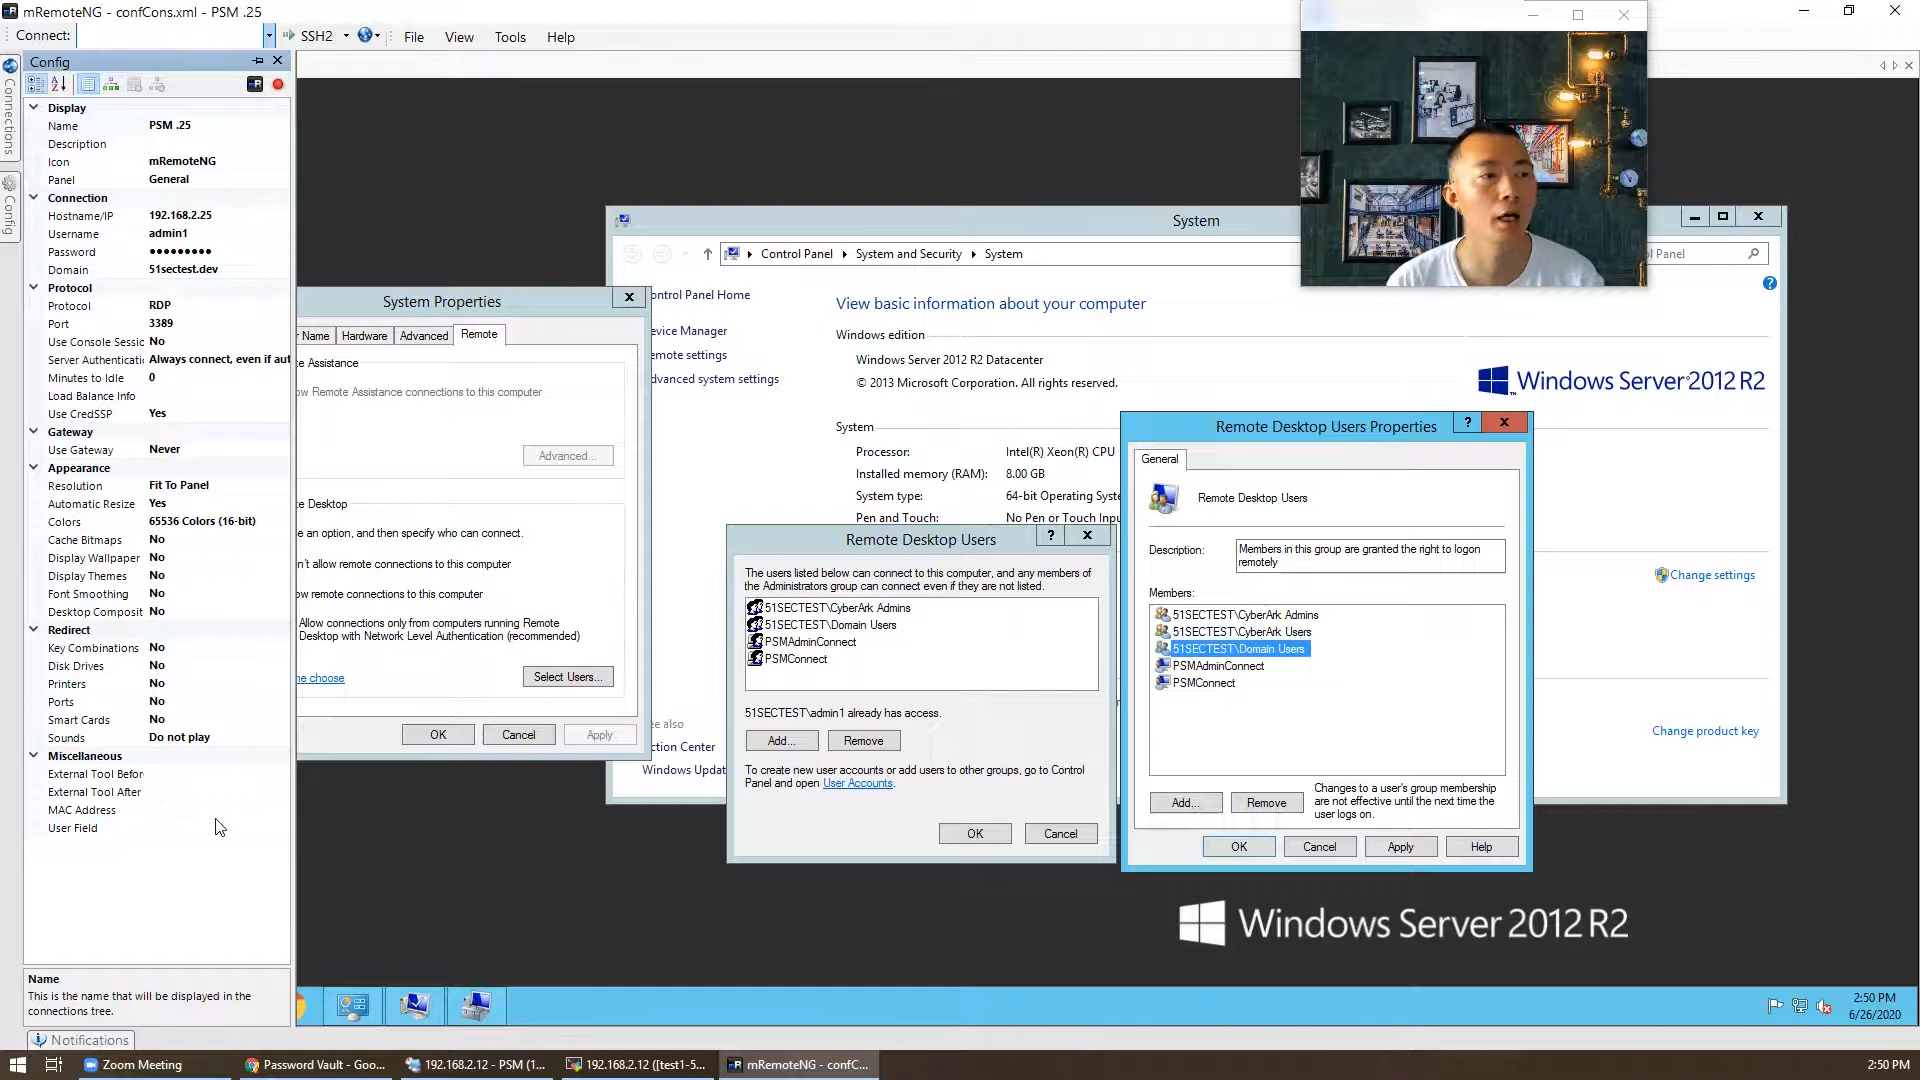 mRemoteNG - confCons.xml - PSM .25
Connect:
SSH2
File
View
Tools
Help
Connections
Config
Config
Display
Name PSM .25
Description
Icon mRemoteNG
Panel General
Connection
Hostname/IP 192.168.2.25
Username admin1
Password ●●●●●●●●●
Domain 51sectest.dev
Protocol
Protocol RDP
Port 3389
Use Console Sessic No
Server Authenticatic Always connect, even if aut
Minutes to Idle 0
Load Balance Info
Use CredSSP Yes
Gateway
Use Gateway Never
Appearance
Resolution Fit To Panel
Automatic Resize Yes
Colors 65536 Colors (16-bit)
Cache Bitmaps No
Display Wallpaper No
Display Themes No
Font Smoothing No
Desktop Composit No
Redirect
Key Combinations No
Disk Drives No
Printers No
Ports No
Smart Cards No
Sounds Do not play
Miscellaneous
External Tool Befor
External Tool After
MAC Address
User Field
Name
This is the name that will be displayed in the
connections tree.
Notifications
System Properties
r Name
Hardware
Advanced
Remote
te Assistance
ow Remote Assistance connections to this computer
Advanced...
te Desktop
e an option, and then specify who can connect.
n't allow remote connections to this computer
ow remote connections to this computer
Allow connections only from computers running Remote
Desktop with Network Level Authentication (recommended)
me choose
Select Users...
OK
Cancel
Apply
System
Control Panel
System and Security
System
ol Panel
ontrol Panel Home
evice Manager
emote settings
dvanced system settings
View basic information about your computer
Windows edition
Windows Server 2012 R2 Datacenter
© 2013 Microsoft Corporation. All rights reserved.
Windows Server 2012 R2
System
Processor: Intel(R) Xeon(R) CPU
Installed memory (RAM): 8.00 GB
System type: 64-bit Operating Syste
Pen and Touch: No Pen or Touch Inpu
Change settings
Change product key
ee also
ction Center
Windows Updat
Remote Desktop Users
The users listed below can connect to this computer, and any members of
the Administrators group can connect even if they are not listed.
51SECTEST\CyberArk Admins
51SECTEST\Domain Users
PSMAdminConnect
PSMConnect
51SECTEST\admin1 already has access.
Add...
Remove
To create new user accounts or add users to other groups, go to Control
Panel and open User Accounts.
OK
Cancel
Remote Desktop Users Properties
General
Remote Desktop Users
Description: Members in this group are granted the right to logon
remotely
Members:
51SECTEST\CyberArk Admins
51SECTEST\CyberArk Users
51SECTEST\Domain Users
PSMAdminConnect
PSMConnect
Add...
Remove
Changes to a user's group membership
are not effective until the next time the
user logs on.
OK
Cancel
Apply
Help
Windows Server 2012 R2
2:50 PM
6/26/2020
Zoom Meeting
Password Vault - Goo...
192.168.2.12 - PSM (1...
192.168.2.12 ([test1-5...
mRemoteNG - confC...
2:50 PM